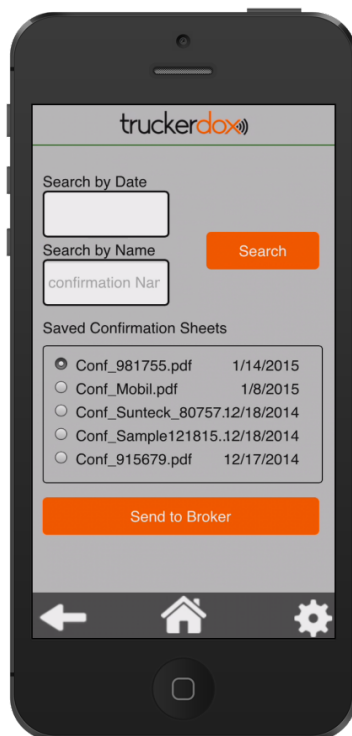 truckerdox
Search by Date
Search by Name
Search
confirmation Nar
Saved Confirmation Sheets
Conf_981755.pdf 1/14/2015
Conf_Mobil.pdf 1/8/2015
Conf_Sunteck_80757.12/18/2014
Conf_Sample121815..12/18/2014
Conf_915679.pdf 12/17/2014
Send to Broker